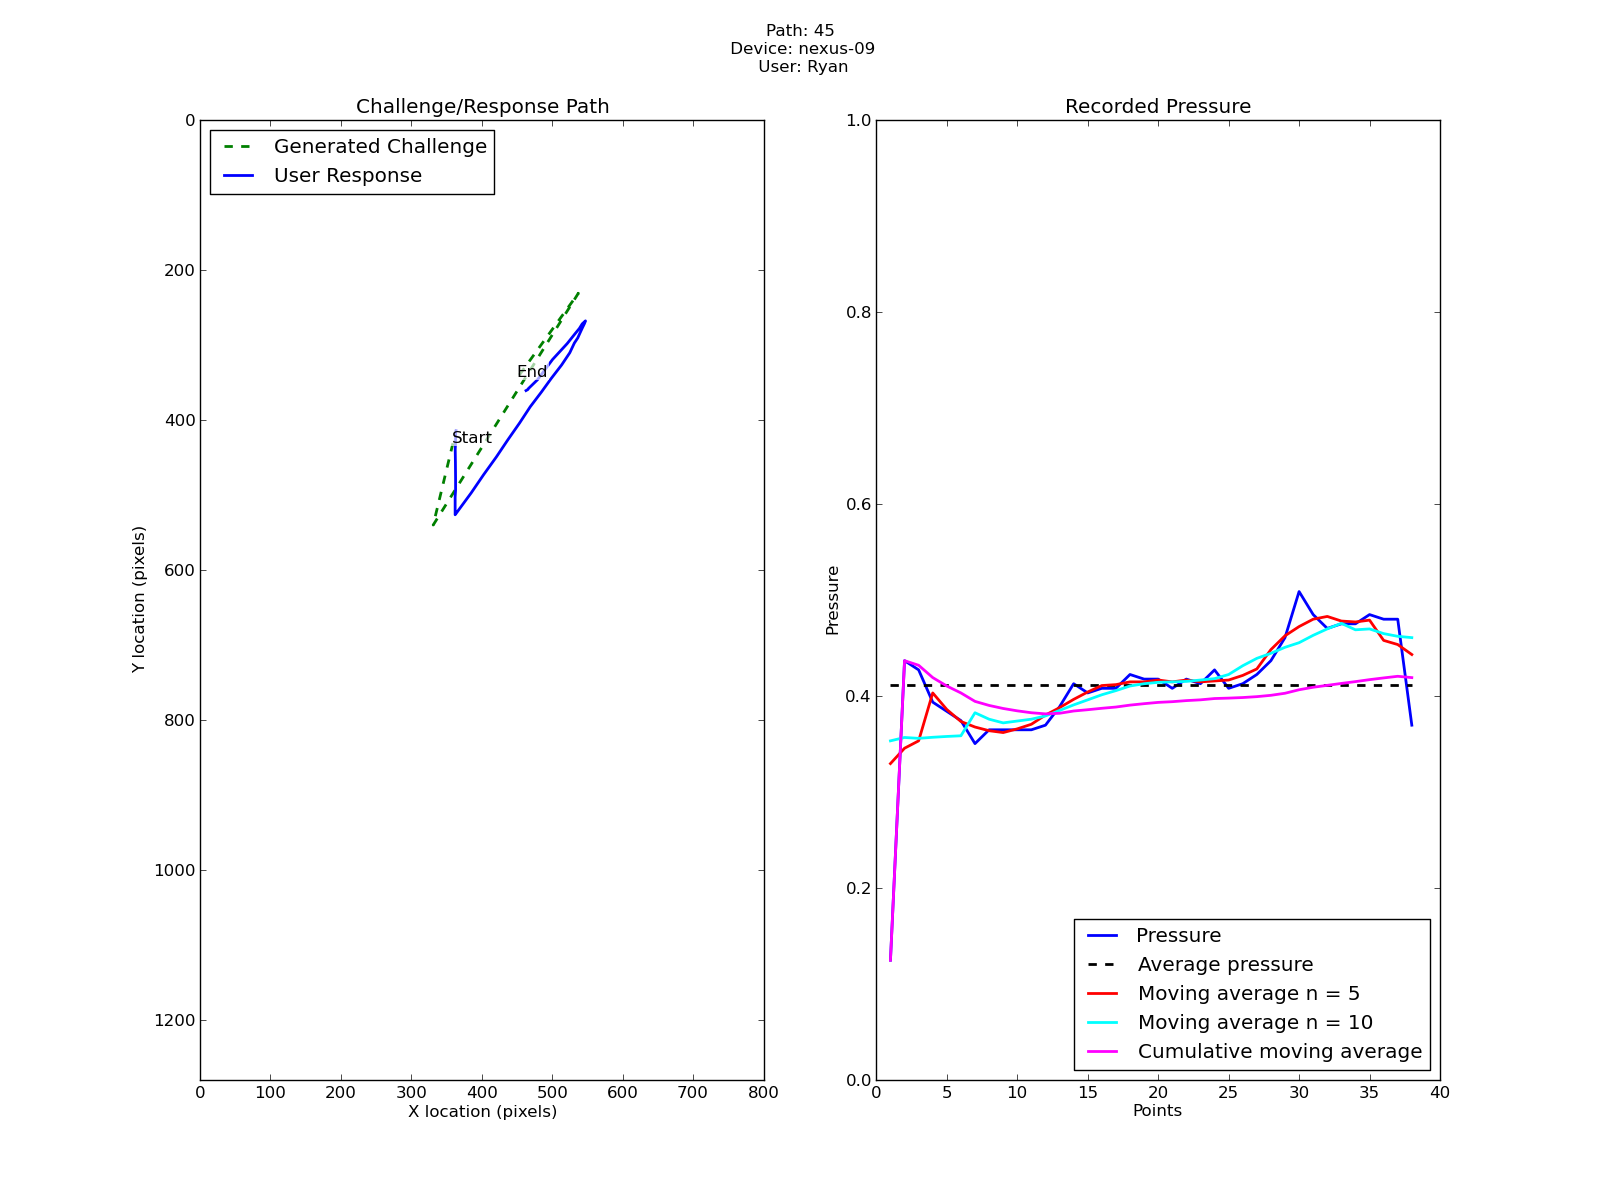 Path: 45
Device: nexus-09
User: Ryan
Challenge/Response Path
Generated Challenge
User Response
End
Start
0
200
400
600
800
1000
1200
Y location (pixels)
0 100 200 300 400 500 600 700 800
X location (pixels)
Recorded Pressure
1.0
0.8
0.6
0.4
0.2
0.0
Pressure
Pressure
Average pressure
Moving average n = 5
Moving average n = 10
Cumulative moving average
0 5 10 15 20 25 30 35 40
Points